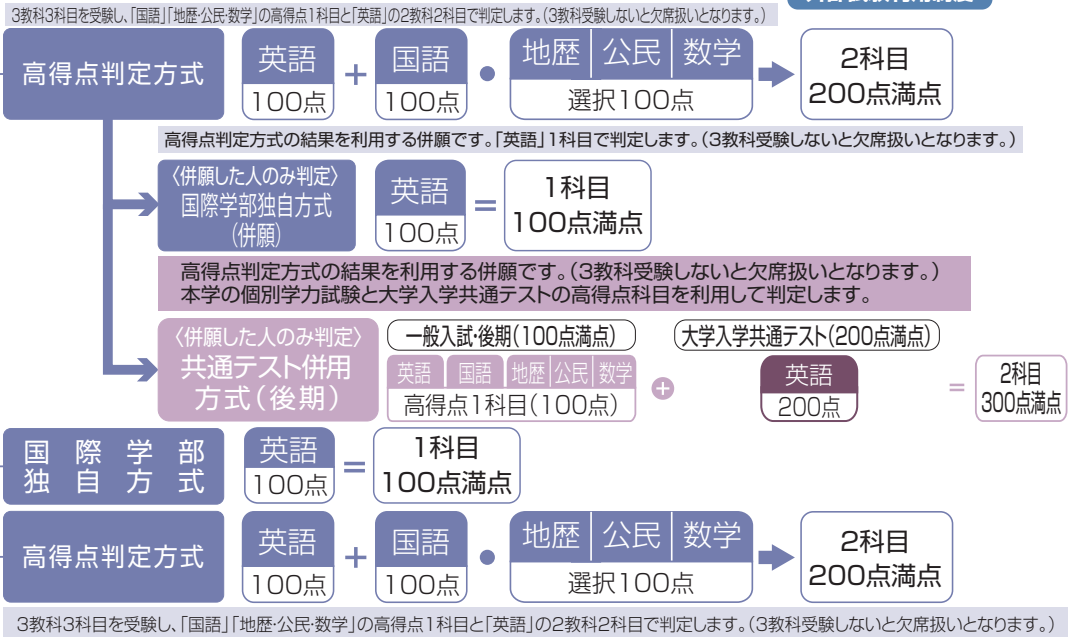 3教科3科目を受験し、「国語」「地歴・公民・数学」の高得点1科目と「英語」の2教科2科目で判定します。(3教科受験しないと欠席扱いとなります。)
高得点判定方式
英語
100点
+
国語
100点
●
地歴 公民 数学
選択100点
2科目
200点満点
高得点判定方式の結果を利用する併願です。「英語」1科目で判定します。(3教科受験しないと欠席扱いとなります。)
〈併願した人のみ判定〉
国際学部独自方式
(併願)
英語
100点
=
1科目
100点満点
高得点判定方式の結果を利用する併願です。(3教科受験しないと欠席扱いとなります。)
本学の個別学力試験と大学入学共通テストの高得点科目を利用して判定します。
〈併願した人のみ判定〉
共通テスト併用
方式(後期)
一般入試・後期(100点満点)
英語 国語 地歴 公民 数学
高得点1科目(100点)
+
大学入学共通テスト(200点満点)
英語
200点
=
2科目
300点満点
国際学部
独自方式
英語
100点
=
1科目
100点満点
高得点判定方式
英語
100点
+
国語
100点
●
地歴 公民 数学
選択100点
2科目
200点満点
3教科3科目を受験し、「国語」「地歴・公民・数学」の高得点1科目と「英語」の2教科2科目で判定します。(3教科受験しないと欠席扱いとなります。)